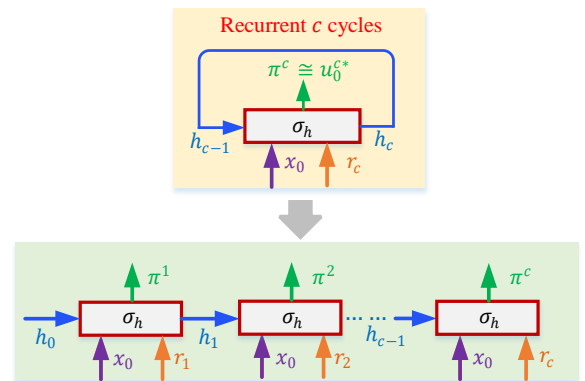 Recurrent c cycles
π^c ≅ u_0^{c*}
h_{c−1} σ_h h_c
x_0 r_c
π^1 π^2 π^c
σ_h σ_h ··· ··· σ_h
h_0 h_1 h_{c−1}
x_0 r_1 x_0 r_2 x_0 r_c